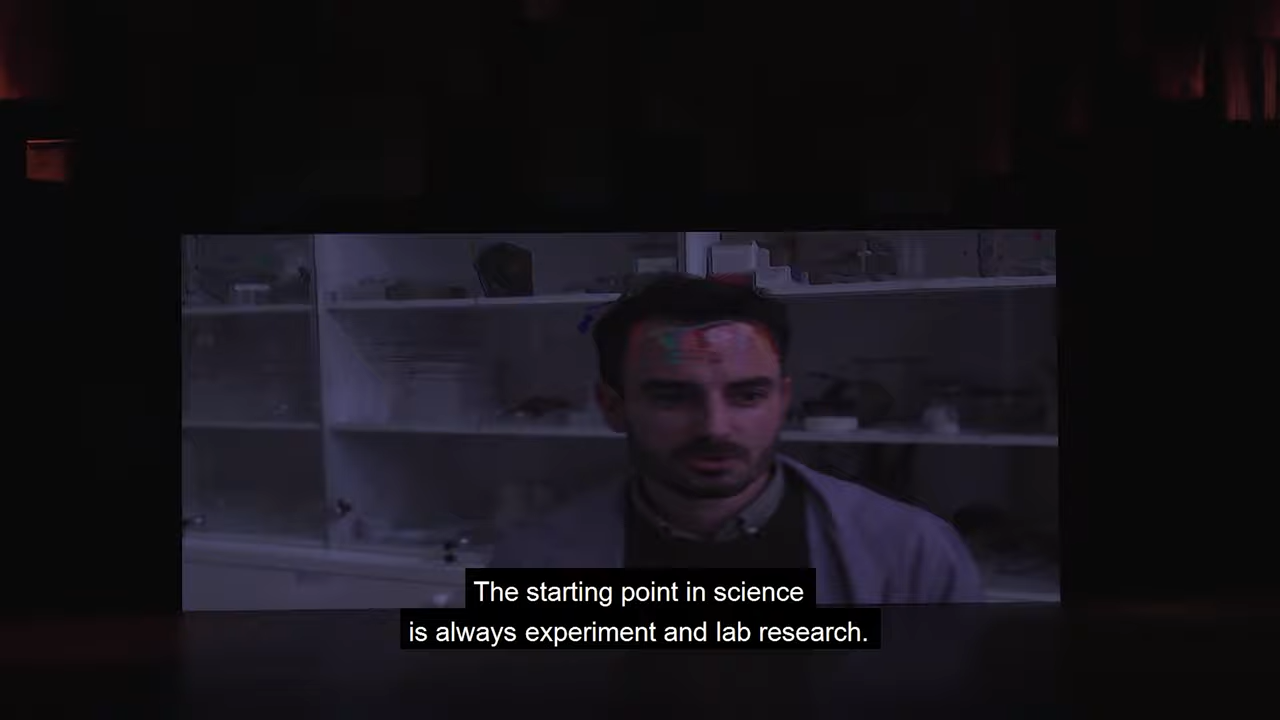 The starting point in science
is always experiment and lab research.